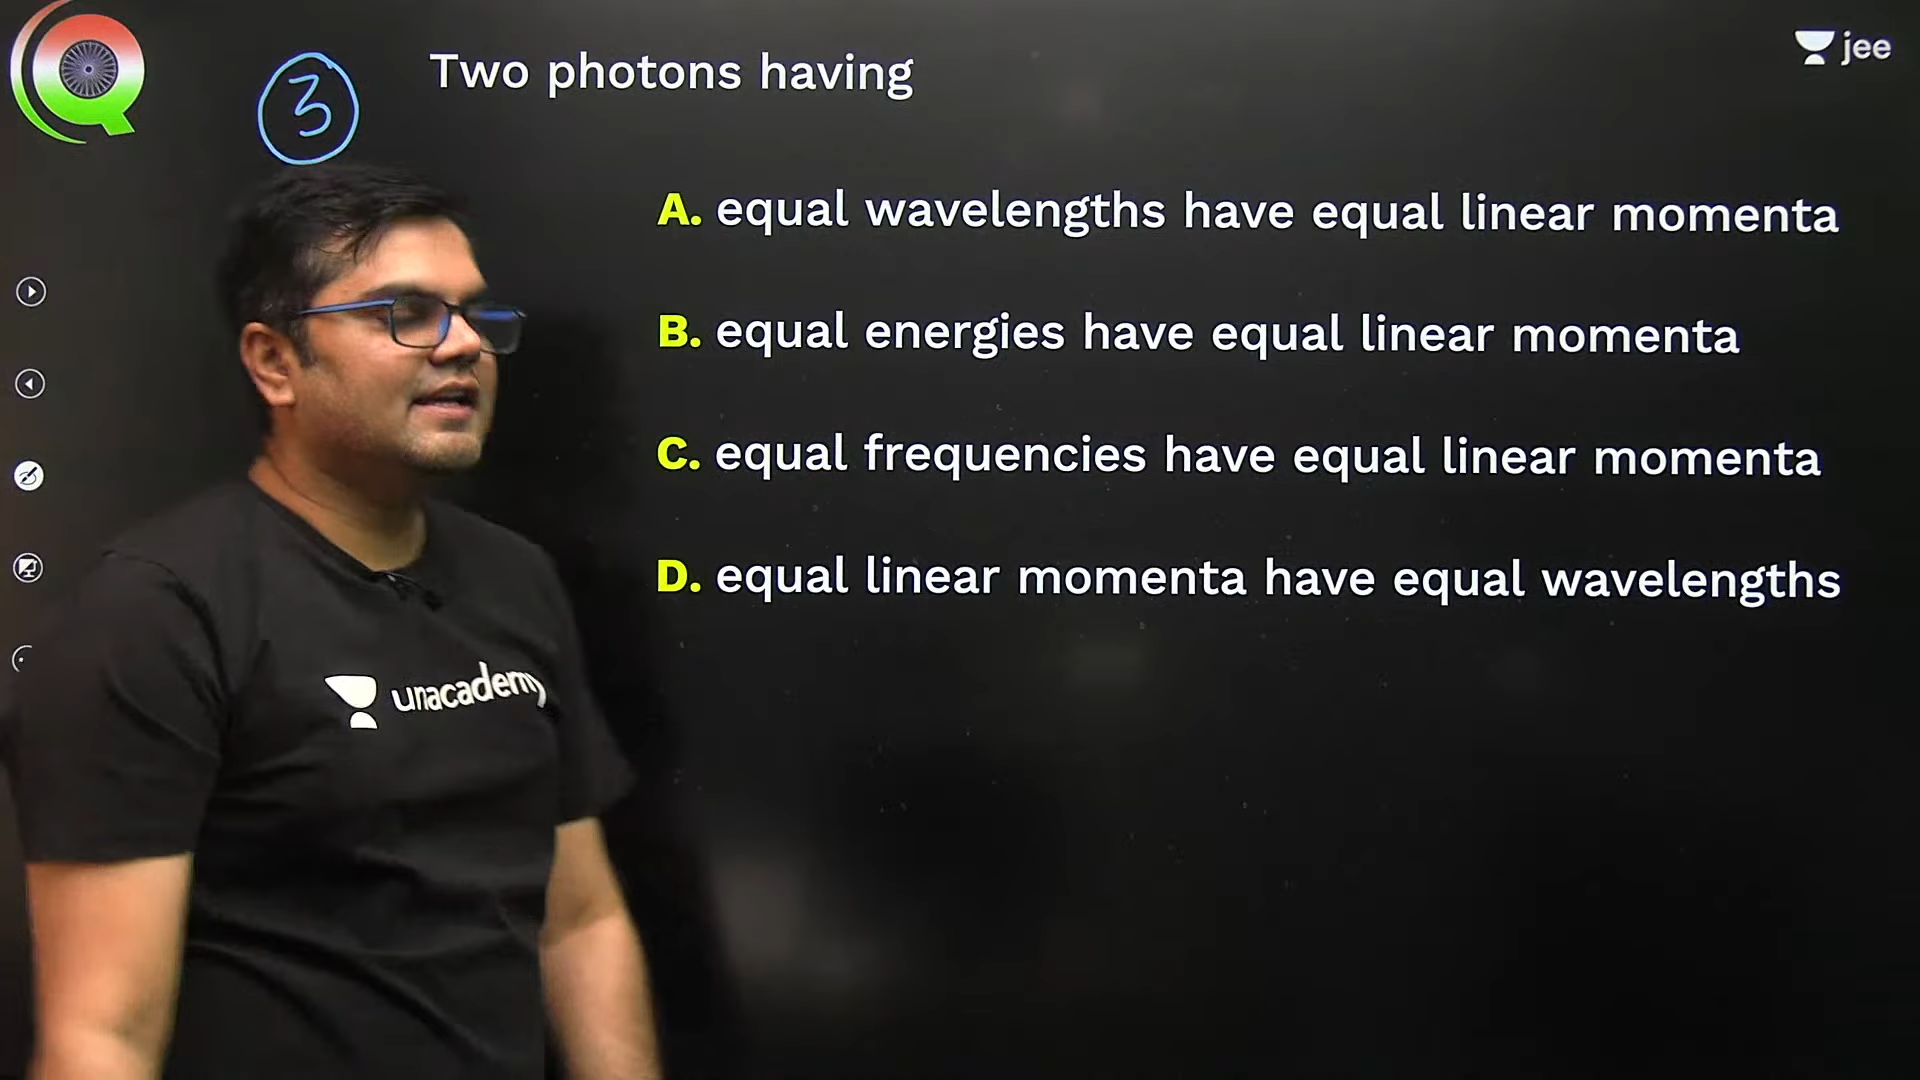 jee
3
Two photons having
A. equal wavelengths have equal linear momenta
B. equal energies have equal linear momenta
C. equal frequencies have equal linear momenta
D. equal linear momenta have equal wavelengths
unacademy